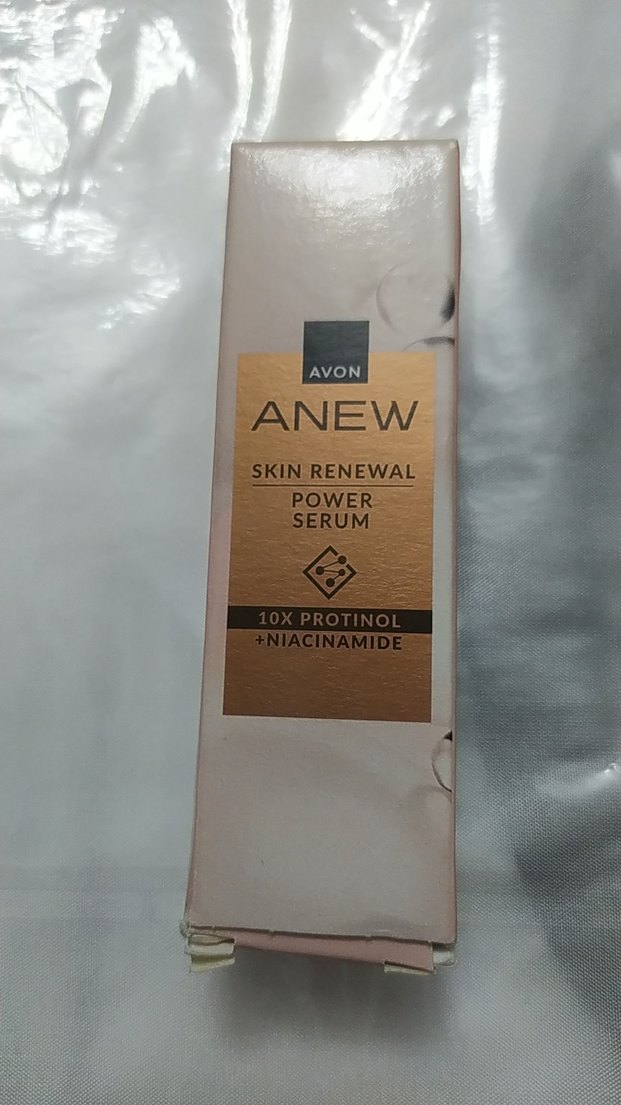 AVON
ANEW
SKIN RENEWAL
POWER
SERUM
10X PROTINOL
+NIACINAMIDE